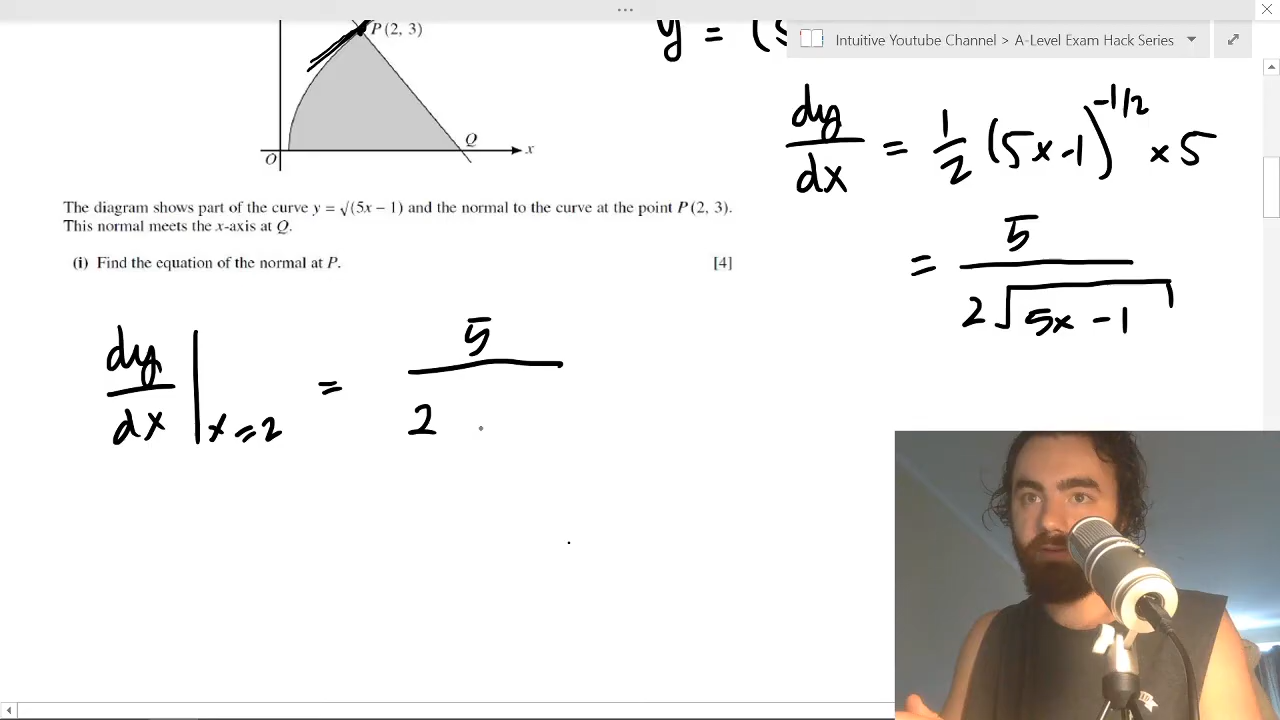 P (2, 3)
y = (5
Intuitive Youtube Channel > A-Level Exam Hack Series
dy/dx = 1/2 (5x-1)^-1/2 × 5
O
Q
x
The diagram shows part of the curve y = √(5x − 1) and the normal to the curve at the point P (2, 3).
This normal meets the x-axis at Q.
= 5 / 2√5x - 1
(i) Find the equation of the normal at P. [4]
dy/dx | x=2 = 5 / 2